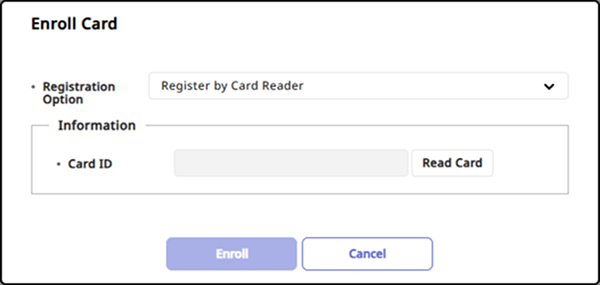 Enroll Card
• Registration Option
Register by Card Reader
Information
• Card ID
Read Card
Enroll
Cancel